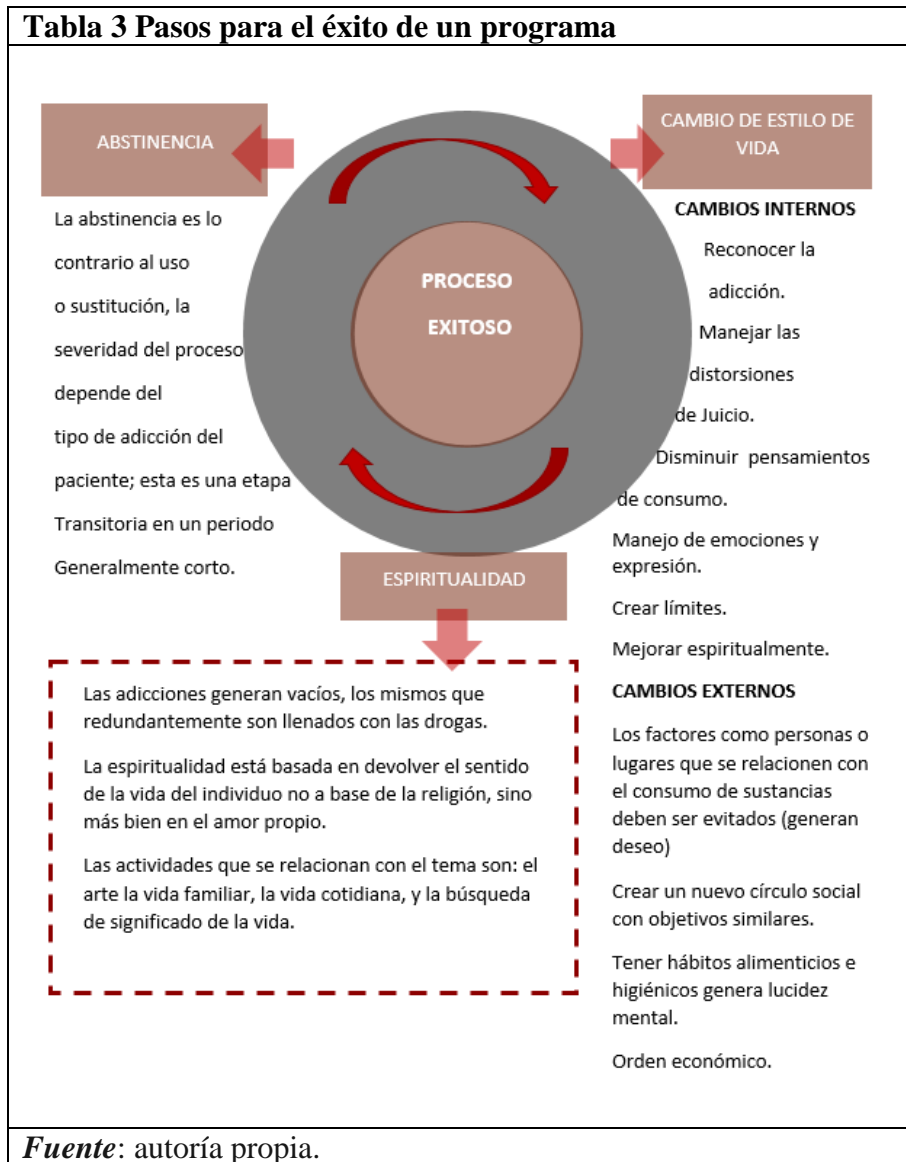 Tabla 3 Pasos para el éxito de un programa
ABSTINENCIA
La abstinencia es lo
contrario al uso
o sustitución, la
severidad del proceso
depende del
tipo de adicción del
paciente; esta es una etapa
Transitoria en un periodo
Generalmente corto.
PROCESO
EXITOSO
CAMBIO DE ESTILO DE
VIDA
CAMBIOS INTERNOS
Reconocer la
adicción.
Manejar las
distorsiones
de Juicio.
Disminuir pensamientos
de consumo.
Manejo de emociones y
expresión.
Crear límites.
Mejorar espiritualmente.
CAMBIOS EXTERNOS
Los factores como personas o
lugares que se relacionen con
el consumo de sustancias
deben ser evitados (generan
deseo)
Crear un nuevo círculo social
con objetivos similares.
Tener hábitos alimenticios e
higiénicos genera lucidez
mental.
Orden económico.
ESPIRITUALIDAD
Las adicciones generan vacíos, los mismos que
redundantemente son llenados con las drogas.
La espiritualidad está basada en devolver el sentido
de la vida del individuo no a base de la religión, sino
más bien en el amor propio.
Las actividades que se relacionan con el tema son: el
arte la vida familiar, la vida cotidiana, y la búsqueda
de significado de la vida.
Fuente: autoría propia.